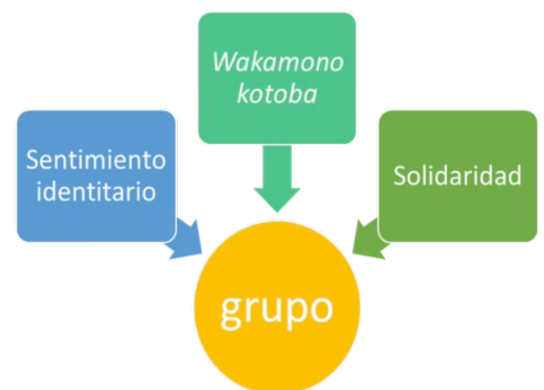 Wakamono
kotoba
Sentimiento
identitario
Solidaridad
grupo